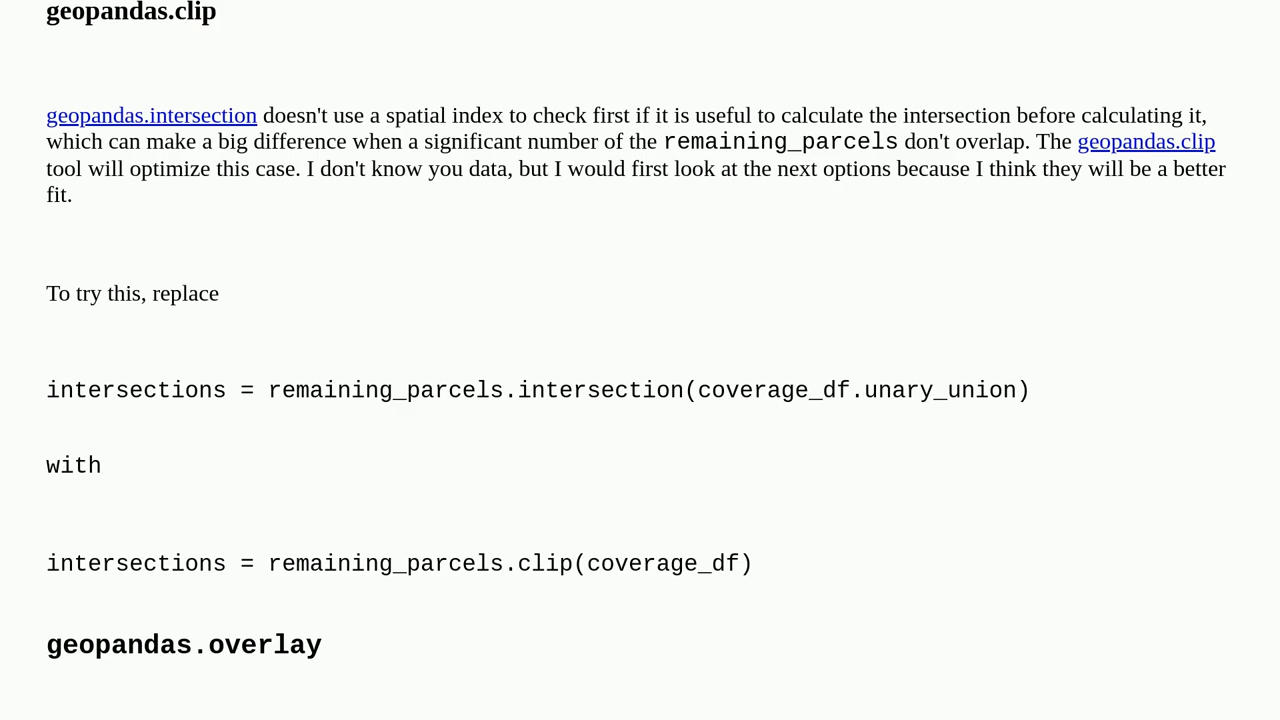 geopandas.clip
geopandas.intersection doesn't use a spatial index to check first if it is useful to calculate the intersection before calculating it,
which can make a big difference when a significant number of the remaining_parcels don't overlap. The geopandas.clip
tool will optimize this case. I don't know you data, but I would first look at the next options because I think they will be a better
fit.
To try this, replace
intersections = remaining_parcels.intersection(coverage_df.unary_union)
with
intersections = remaining_parcels.clip(coverage_df)
geopandas.overlay